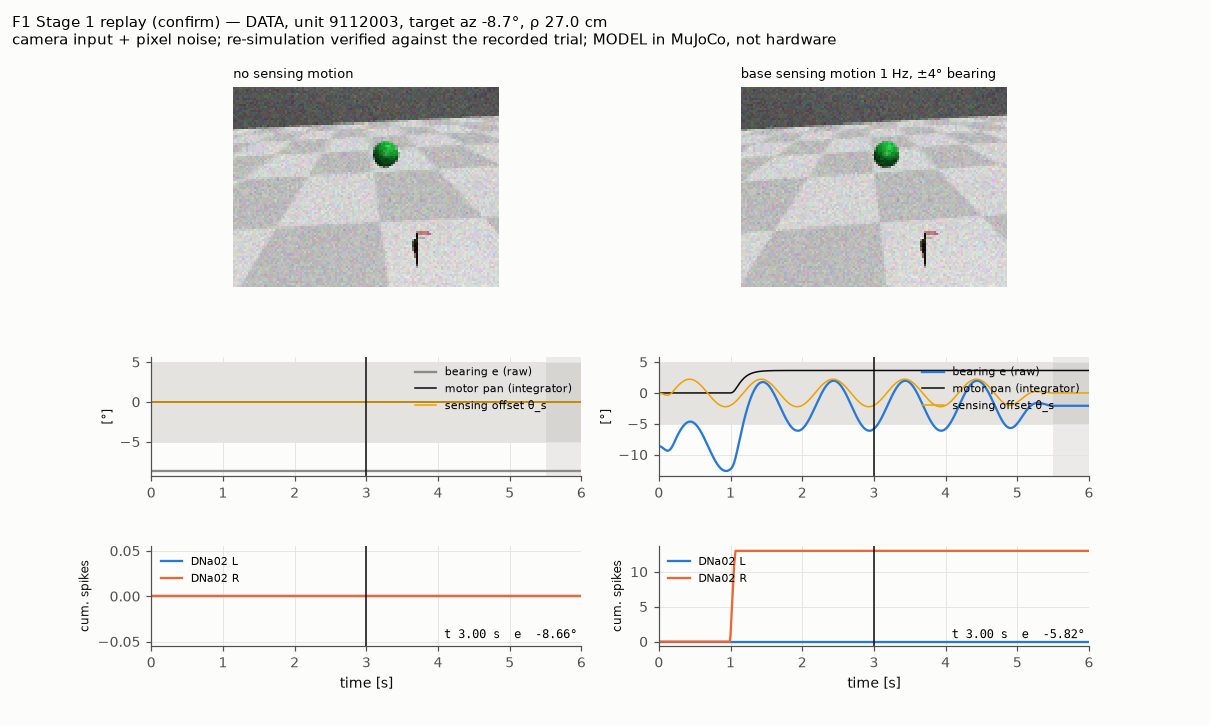 F1 Stage 1 replay (confirm) — DATA, unit 9112003, target az -8.7°, ρ 27.0 cm
camera input + pixel noise; re-simulation verified against the recorded trial; MODEL in MuJoCo, not hardware
no sensing motion
base sensing motion 1 Hz, ±4° bearing
5
0
−5
[°]
bearing e (raw)
motor pan (integrator)
sensing offset θ_s
0 1 2 3 4 5 6
5
0
−5
−10
[°]
bearing e (raw)
motor pan (integrator)
sensing offset θ_s
0 1 2 3 4 5 6
0.05
0.00
−0.05
cum. spikes
DNa02 L
DNa02 R
t 3.00 s e -8.66°
0 1 2 3 4 5 6
time [s]
10
5
0
cum. spikes
DNa02 L
DNa02 R
t 3.00 s e -5.82°
0 1 2 3 4 5 6
time [s]